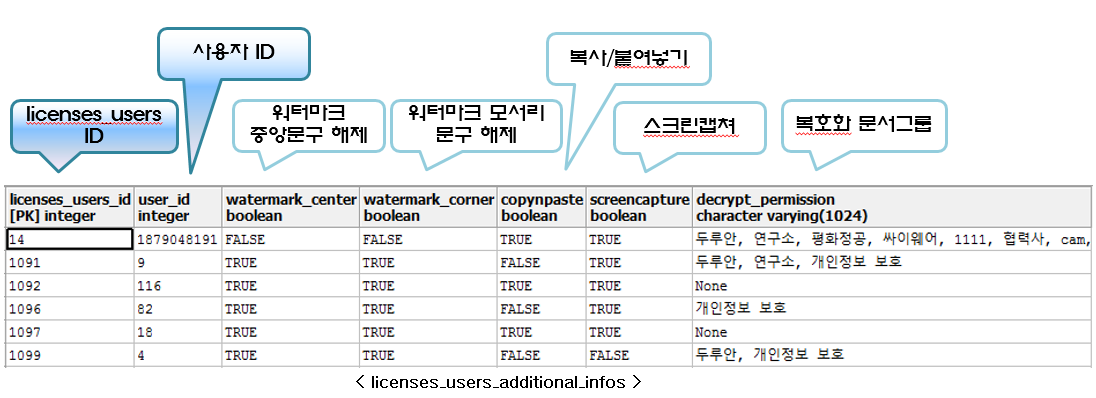 사용자 ID
복사/붙여넣기
licenses_users
ID
워터마크
중앙문구 해제
워터마크 모서리
문구 해제
스크린캡쳐
복호화 문서그룹
licenses_users_id user_id watermark_center watermark_corner copynpaste screencapture decrypt_permission
[PK] integer integer boolean boolean boolean boolean character varying(1024)
14 1879048191 FALSE FALSE TRUE TRUE 두루안, 연구소, 평화정공, 싸이웨어, 1111, 협력사, cam,
1091 9 TRUE TRUE FALSE TRUE 두루안, 연구소, 개인정보 보호
1092 116 TRUE TRUE TRUE TRUE None
1096 82 TRUE TRUE FALSE TRUE 개인정보 보호
1097 18 TRUE TRUE TRUE TRUE None
1099 4 TRUE TRUE FALSE FALSE 두루안, 개인정보 보호
< licenses_users_additional_infos >